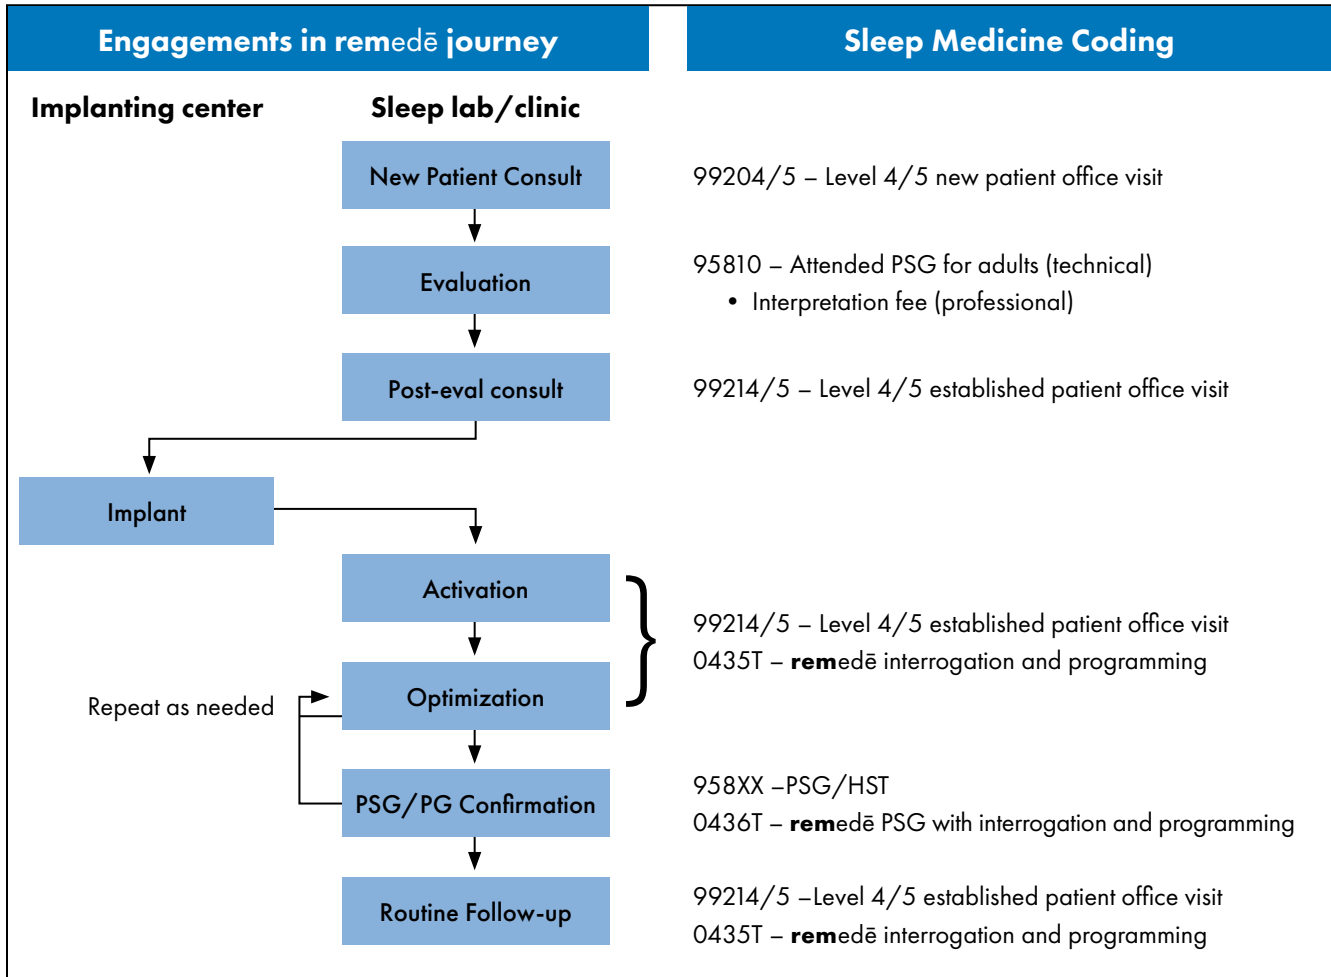 Engagements in remedē journey
Sleep Medicine Coding
Implanting center
Sleep lab/clinic
New Patient Consult
99204/5 – Level 4/5 new patient office visit
Evaluation
95810 – Attended PSG for adults (technical)
• Interpretation fee (professional)
Post-eval consult
99214/5 – Level 4/5 established patient office visit
Implant
Activation
99214/5 – Level 4/5 established patient office visit
0435T – remedē interrogation and programming
Optimization
Repeat as needed
PSG/PG Confirmation
958XX –PSG/HST
0436T – remedē PSG with interrogation and programming
Routine Follow-up
99214/5 –Level 4/5 established patient office visit
0435T – remedē interrogation and programming